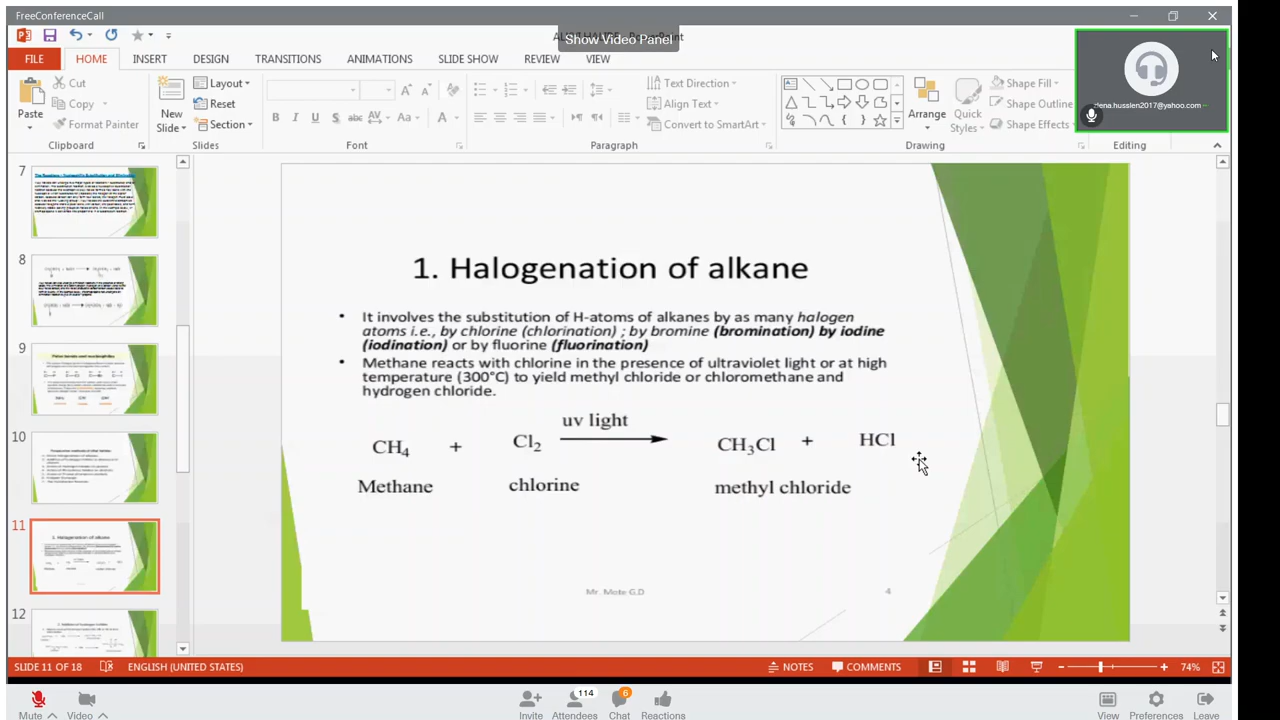 FreeConferenceCall
Show Video Panel
FILE HOME INSERT DESIGN TRANSITIONS ANIMATIONS SLIDE SHOW REVIEW VIEW
Paste
Cut
Copy
Format Painter
Clipboard
New Slide
Layout
Reset
Section
Slides
Font
Text Direction
Align Text
Convert to SmartArt
Paragraph
Arrange
Quick Styles
Shape Fill
Shape Outline
Shape Effects
Drawing
Editing
7
8
9
10
11
12
1. Halogenation of alkane
• It involves the substitution of H-atoms of alkanes by as many halogen
atoms i.e., by chlorine (chlorination) ; by bromine (bromination) by iodine
(iodination) or by fluorine (fluorination)
• Methane reacts with chlorine in the presence of ultraviolet light or at high
temperature (300°C) to yield methyl chloride or chloromethane and
hydrogen chloride.
uv light
CH₄ + Cl₂ CH₃Cl + HCl
Methane chlorine methyl chloride
Mr. Mote G.D 4
SLIDE 11 OF 18 ENGLISH (UNITED STATES) NOTES COMMENTS 74%
114 6
Mute Video Invite Attendees Chat Reactions View Preferences Leave